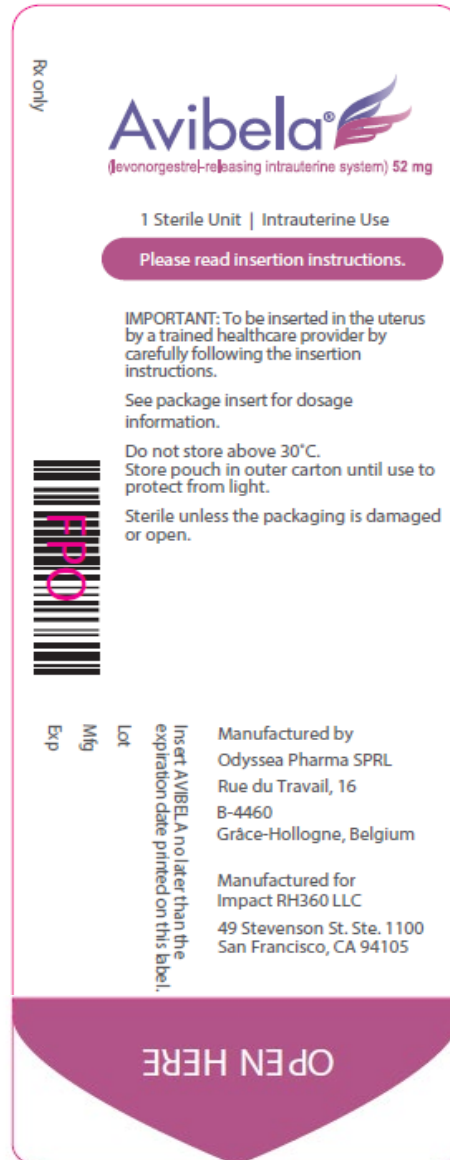 Rx only
Avibela®
(levonorgestrel-releasing intrauterine system) 52 mg
1 Sterile Unit | Intrauterine Use
Please read insertion instructions.
IMPORTANT: To be inserted in the uterus
by a trained healthcare provider by
carefully following the insertion
instructions.
See package insert for dosage
information.
Do not store above 30˚C.
Store pouch in outer carton until use to
protect from light.
Sterile unless the packaging is damaged
or open.
FPO
Insert AVIBELA no later than the
expiration date printed on this label.
Lot
Mfg
Exp
Manufactured by
Odyssea Pharma SPRL
Rue du Travail, 16
B-4460
Grâce-Hollogne, Belgium
Manufactured for
Impact RH360 LLC
49 Stevenson St. Ste. 1100
San Francisco, CA 94105
OPEN HERE